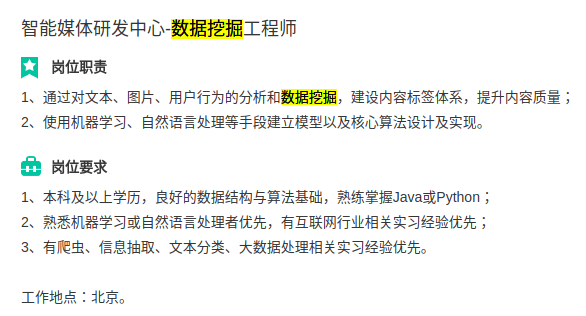 智能媒体研发中心-数据挖掘工程师
岗位职责
1、通过对文本、图片、用户行为的分析和数据挖掘，建设内容标签体系，提升内容质量；
2、使用机器学习、自然语言处理等手段建立模型以及核心算法设计及实现。
岗位要求
1、本科及以上学历，良好的数据结构与算法基础，熟练掌握Java或Python；
2、熟悉机器学习或自然语言处理者优先，有互联网行业相关实习经验优先；
3、有爬虫、信息抽取、文本分类、大数据处理相关实习经验优先。
工作地点：北京。